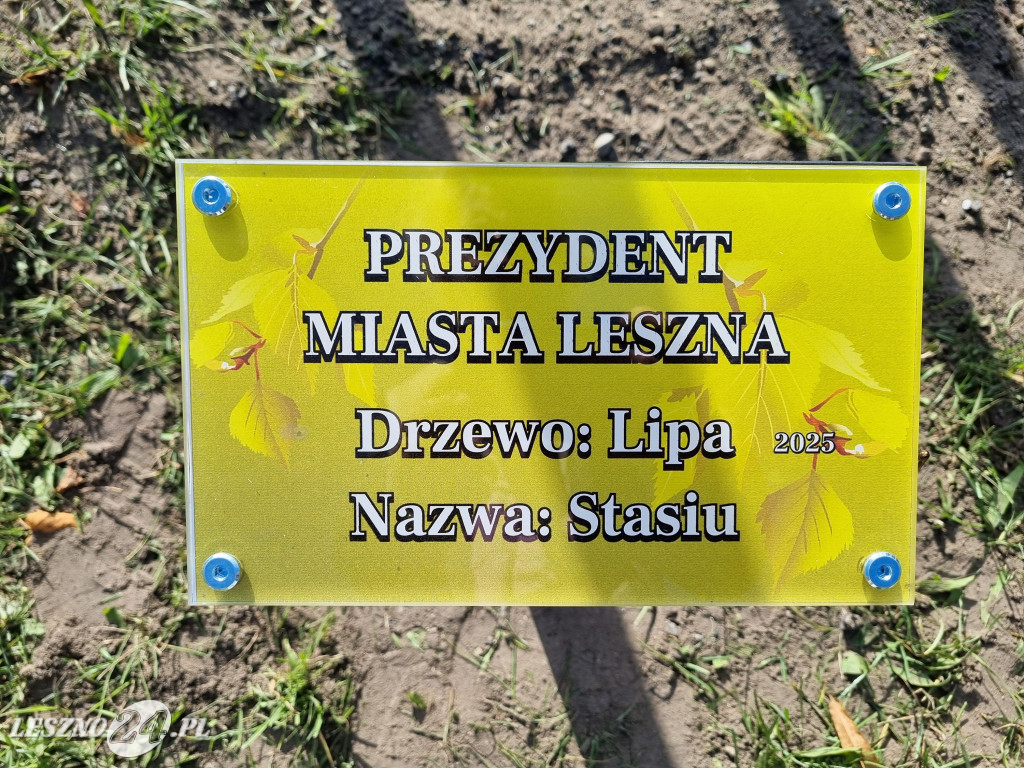 PREZYDENT
MIASTA LESZNA
Drzewo: Lipa 2025
Nazwa: Stasiu
LESZNO24.PL